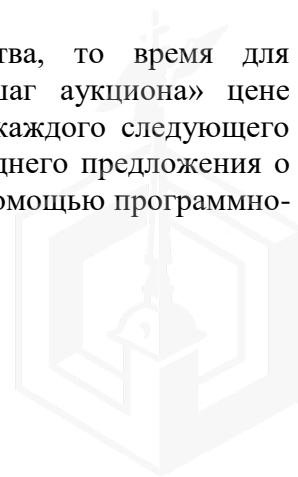 тва, то время для
шаг аукциона» цене
каждого следующего
днего предложения о
омощью программно-